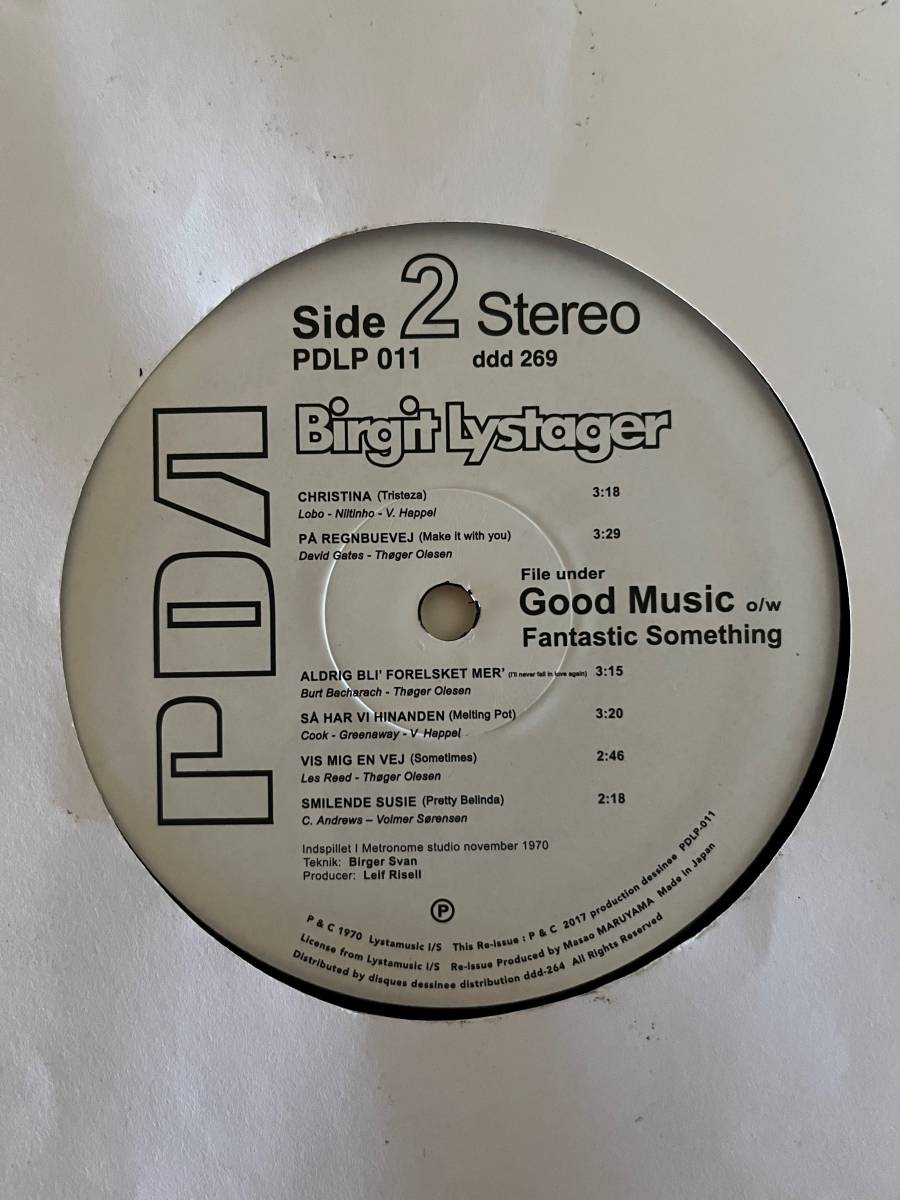 Side 2 Stereo
PDLP 011 ddd 269
Birgit Lystager
PDA
CHRISTINA (Tristeza) 3:18
Lobo - Niltinho - V. Happel
PÅ REGNBUEVEJ (Make it with you) 3:29
David Gates - Thøger Olesen
File under
Good Music o/w
Fantastic Something
ALDRIG BLI' FORELSKET MER' (I'll never fall in love again) 3:15
Burt Bacharach - Thøger Olesen
SÅ HAR VI HINANDEN (Melting Pot) 3:20
Cook - Greenaway - V Happel
VIS MIG EN VEJ (Sometimes) 2:46
Les Reed - Thøger Olesen
SMILENDE SUSIE (Pretty Belinda) 2:18
C. Andrews – Volmer Sørensen
Indspillet I Metronome studio november 1970
Teknik: Birger Svan
Producer: Leif Risell
P
P & C 1970 Lystamusic I/S This Re-issue : P & C 2017 production dessinee PDLP-011
License from Lystamusic I/S Re-issue Produced by Masao MARUYAMA Made in Japan
Distributed by disques dessinee distribution ddd-264 All Rights Reserved